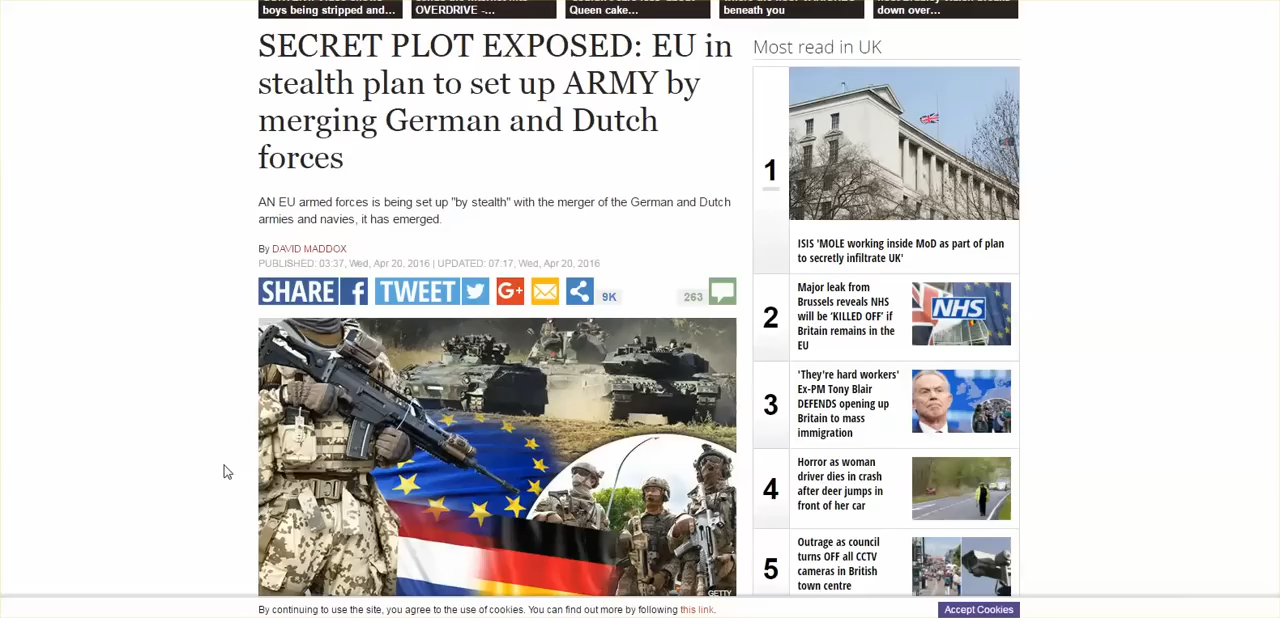 boys being stripped and...
OVERDRIVE -...
Queen cake...
beneath you
down over...
SECRET PLOT EXPOSED: EU in
stealth plan to set up ARMY by
merging German and Dutch
forces
AN EU armed forces is being set up "by stealth" with the merger of the German and Dutch
armies and navies, it has emerged.
By DAVID MADDOX
PUBLISHED: 03:37, Wed, Apr 20, 2016 | UPDATED: 07:17, Wed, Apr 20, 2016
SHARE f TWEET G+ 9K 263
GETTY
Most read in UK
1
ISIS 'MOLE working inside MoD as part of plan
to secretly infiltrate UK'
2
Major leak from
Brussels reveals NHS
will be 'KILLED OFF' if
Britain remains in the
EU
NHS
3
'They're hard workers'
Ex-PM Tony Blair
DEFENDS opening up
Britain to mass
immigration
4
Horror as woman
driver dies in crash
after deer jumps in
front of her car
5
Outrage as council
turns OFF all CCTV
cameras in British
town centre
By continuing to use the site, you agree to the use of cookies. You can find out more by following this link.
Accept Cookies